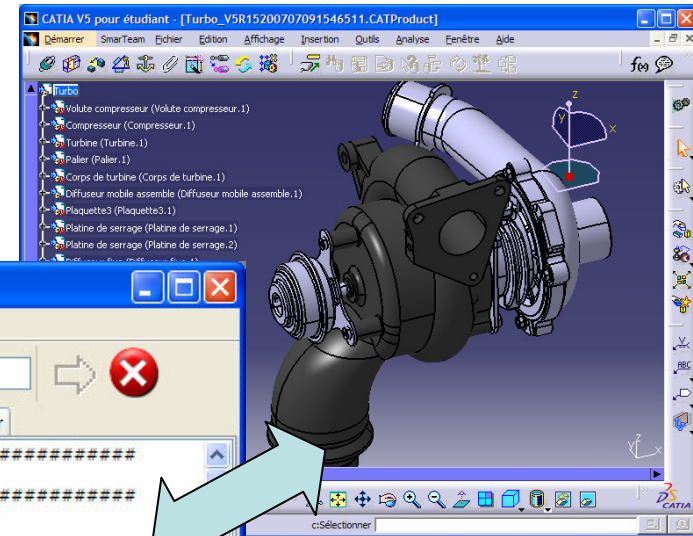 CATIA V5 pour étudiant - [Turbo_V5R15200707091546511.CATProduct]
Démarrer SmarTeam Fichier Edition Affichage Insertion Outils Analyse Fenêtre Aide
f(x)
Turbo
Volute compresseur (Volute compresseur.1)
Compresseur (Compresseur.1)
Turbine (Turbine.1)
Palier (Palier.1)
Corps de turbine (Corps de turbine.1)
Diffuseur mobile assemble (Diffuseur mobile assemble.1)
Plaquette3 (Plaquette3.1)
Platine de serrage (Platine de serrage.1)
Platine de serrage (Platine de serrage.2)
z
y
x
ABC
###########
###########
z
y
x
CATIA
c:Sélectionner